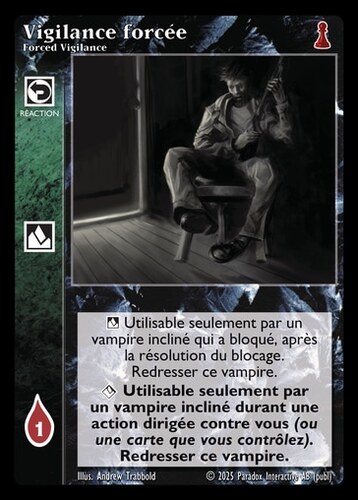 Vigilance forcée
Forced Vigilance
REACTION
Utilisable seulement par un
vampire incliné qui a bloqué, après
la résolution du blocage.
Redresser ce vampire.
Utilisable seulement par
un vampire incliné durant une
action dirigée contre vous (ou
une carte que vous contrôlez).
Redresser ce vampire.
1
Illus. Andrew Trabbold
© 2025 Paradox Interactive AB (publ)